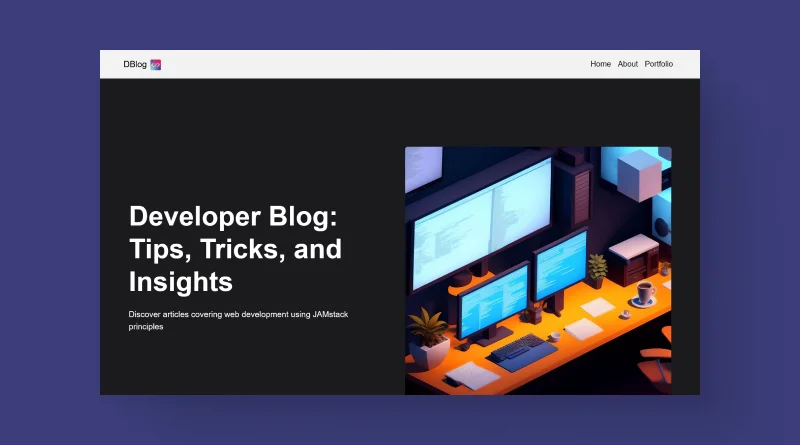 DBlog
Home About Portfolio
Developer Blog:
Tips, Tricks, and
Insights
Discover articles covering web development using JAMstack
principles